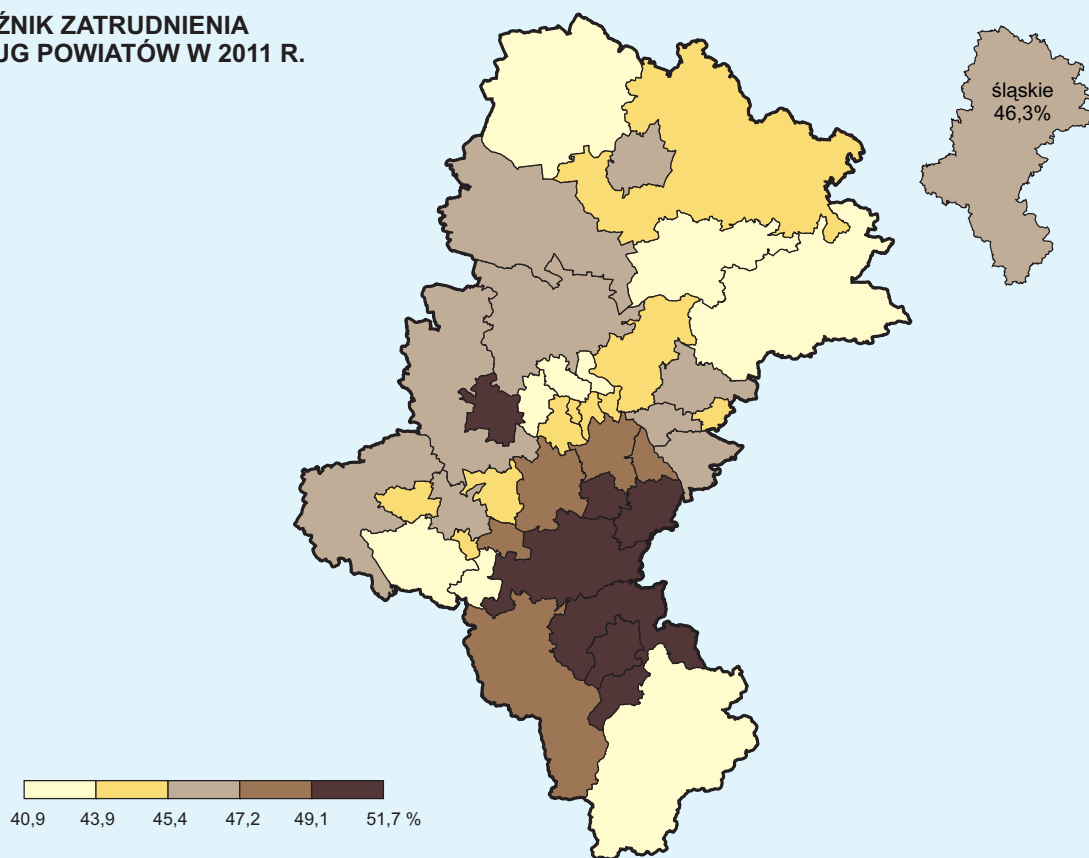 ŹNIK ZATRUDNIENIA
UG POWIATÓW W 2011 R.
śląskie
46,3%
40,9 43,9 45,4 47,2 49,1 51,7 %